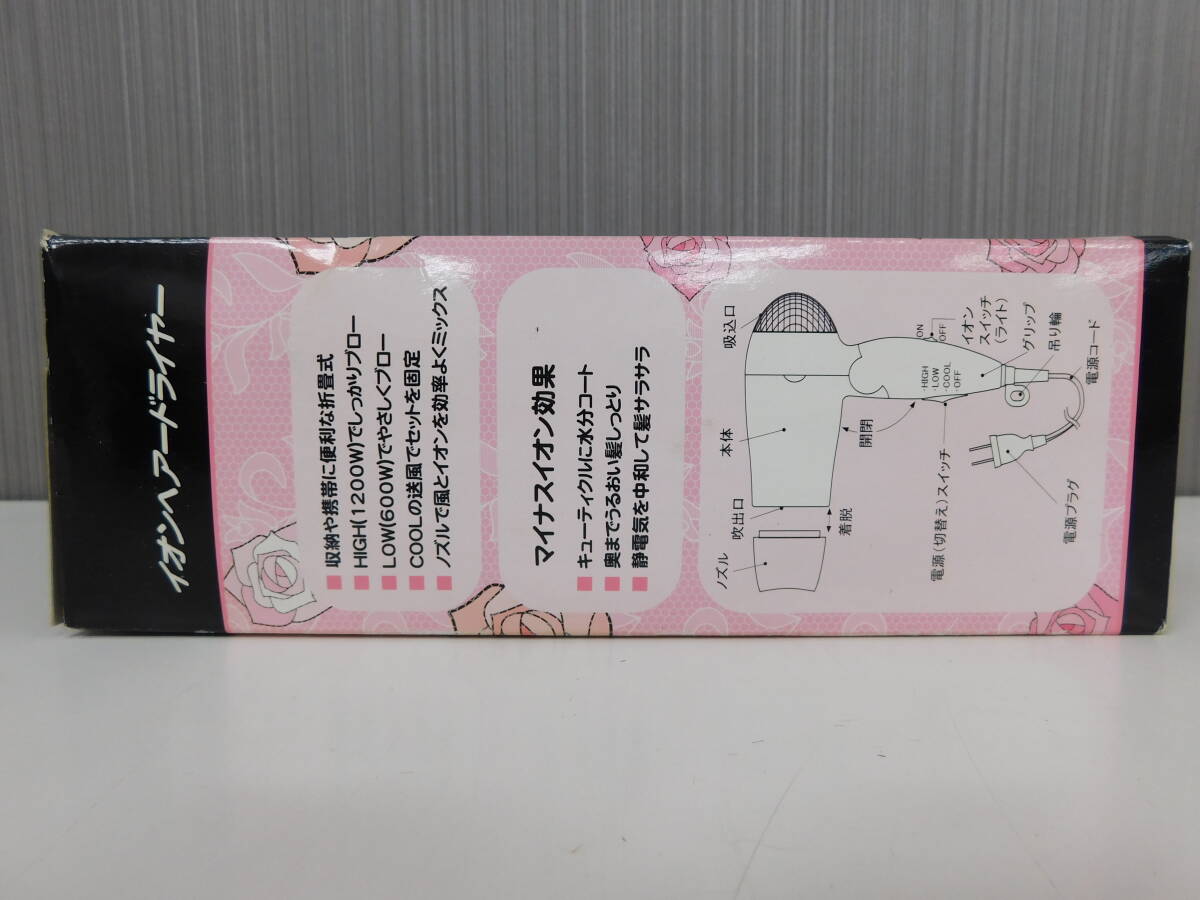 イオンヘアードライヤー
収納や携帯に便利な折畳式
HIGH(1200W)でしっかりブロー
LOW(600W)でやさしくブロー
COOLの送風でセットを固定
ノズルで風とイオンを効率よくミックス
マイナスイオン効果
キューティクルに水分コート
奥までうるおい髪しっとり
静電気を中和して髪サラサラ
ノズル
吹出口
本体
吸込口
着脱
開閉
HIGH
LOW
COOL
OFF
ON
OFF
電源(切替え)スイッチ
イオン
スイッチ
(ライト)
グリップ
吊り輪
電源コード
電源プラグ